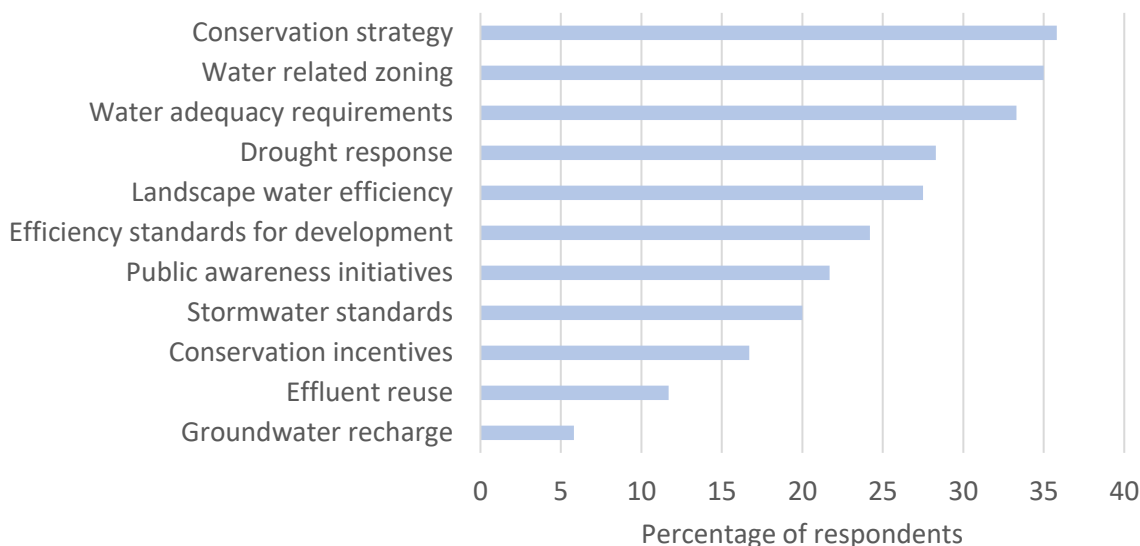 Conservation strategy
Water related zoning
Water adequacy requirements
Drought response
Landscape water efficiency
Efficiency standards for development
Public awareness initiatives
Stormwater standards
Conservation incentives
Effluent reuse
Groundwater recharge
0 5 10 15 20 25 30 35 40
Percentage of respondents